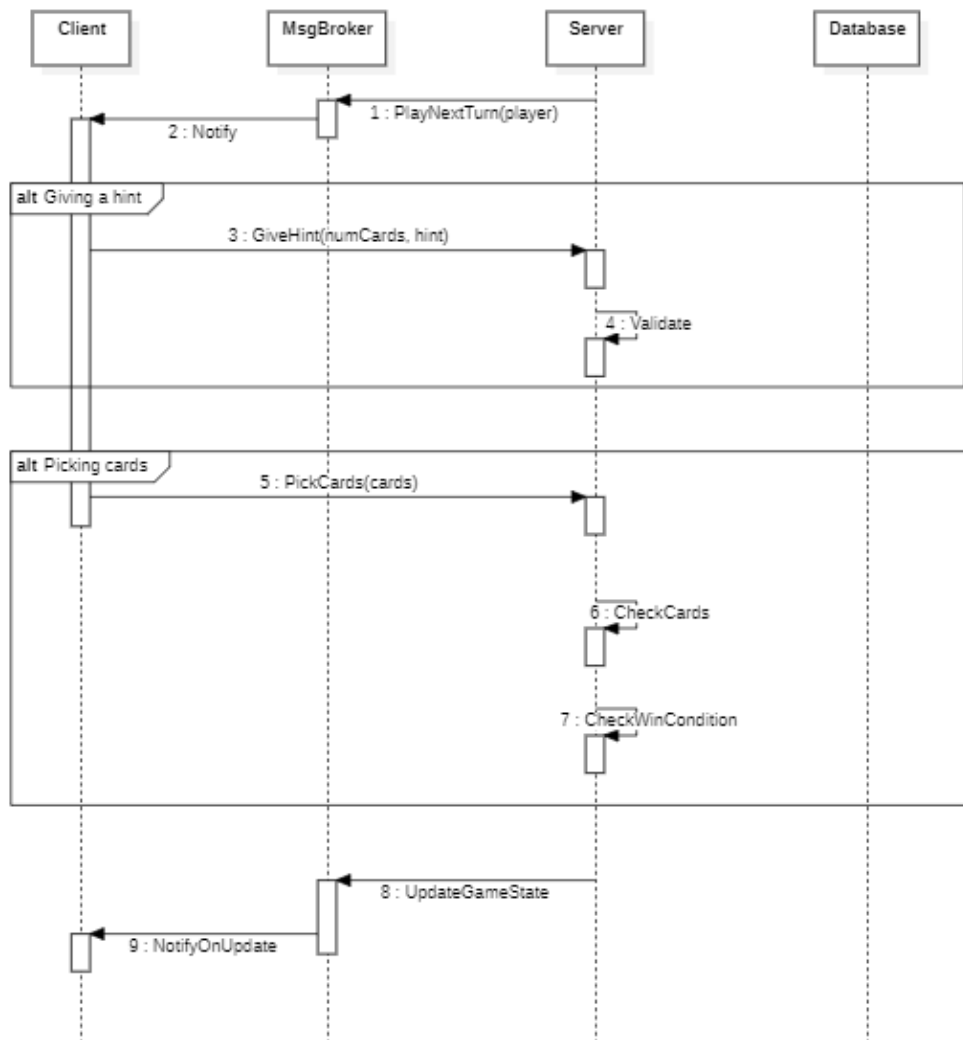 Client
MsgBroker
Server
Database
1 : PlayNextTurn(player)
2 : Notify
alt Giving a hint
3 : GiveHint(numCards, hint)
4 : Validate
alt Picking cards
5 : PickCards(cards)
6 : CheckCards
7 : CheckWinCondition
8 : UpdateGameState
9 : NotifyOnUpdate